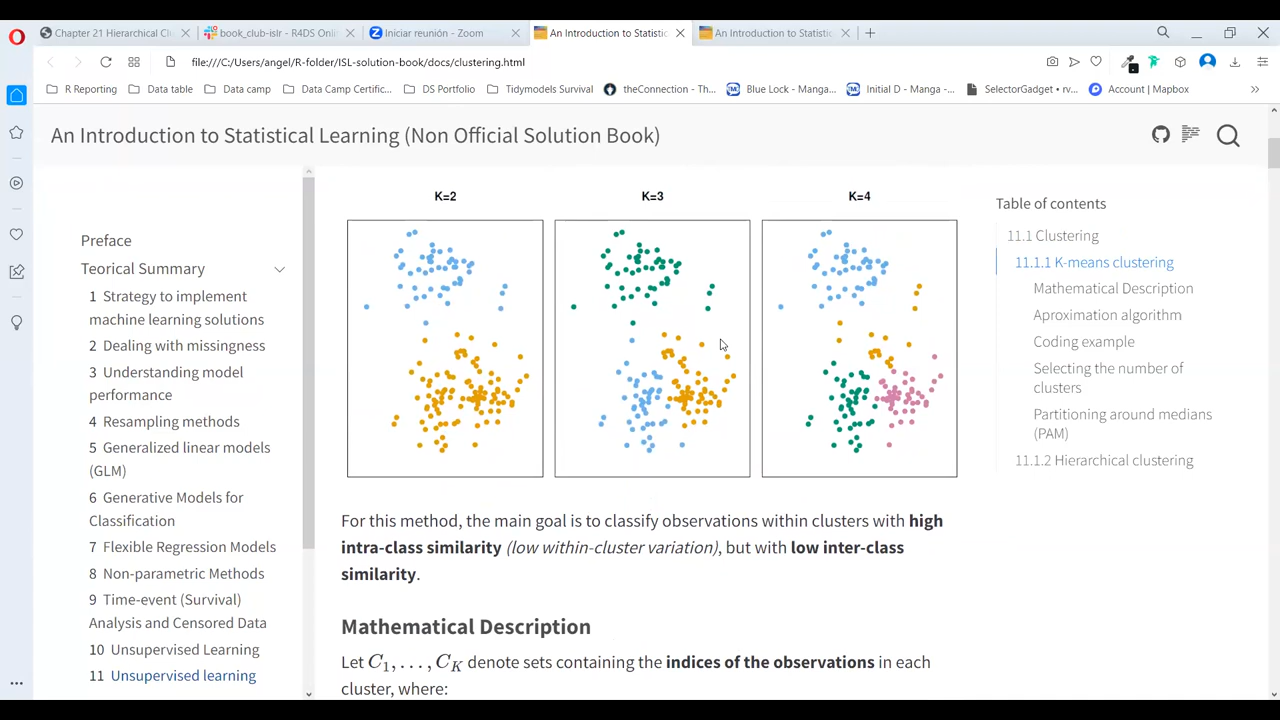 Chapter 21 Hierarchical Cl
book_club-islr - R4DS Onli
Iniciar reunión - Zoom
An Introduction to Statistic
An Introduction to Statistic
file:///C:/Users/angel/R-folder/ISL-solution-book/docs/clustering.html
R Reporting
Data table
Data camp
Data Camp Certific...
DS Portfolio
Tidymodels Survival
theConnection - Th...
Blue Lock - Manga...
Initial D - Manga -...
SelectorGadget • rv...
Account | Mapbox
An Introduction to Statistical Learning (Non Official Solution Book)
Preface
Teorical Summary
1 Strategy to implement
machine learning solutions
2 Dealing with missingness
3 Understanding model
performance
4 Resampling methods
5 Generalized linear models
(GLM)
6 Generative Models for
Classification
7 Flexible Regression Models
8 Non-parametric Methods
9 Time-event (Survival)
Analysis and Censored Data
10 Unsupervised Learning
11 Unsupervised learning
K=2
K=3
K=4
For this method, the main goal is to classify observations within clusters with high
intra-class similarity (low within-cluster variation), but with low inter-class
similarity.
Mathematical Description
Let C1, . . . , CK denote sets containing the indices of the observations in each
cluster, where:
Table of contents
11.1 Clustering
11.1.1 K-means clustering
Mathematical Description
Aproximation algorithm
Coding example
Selecting the number of
clusters
Partitioning around medians
(PAM)
11.1.2 Hierarchical clustering